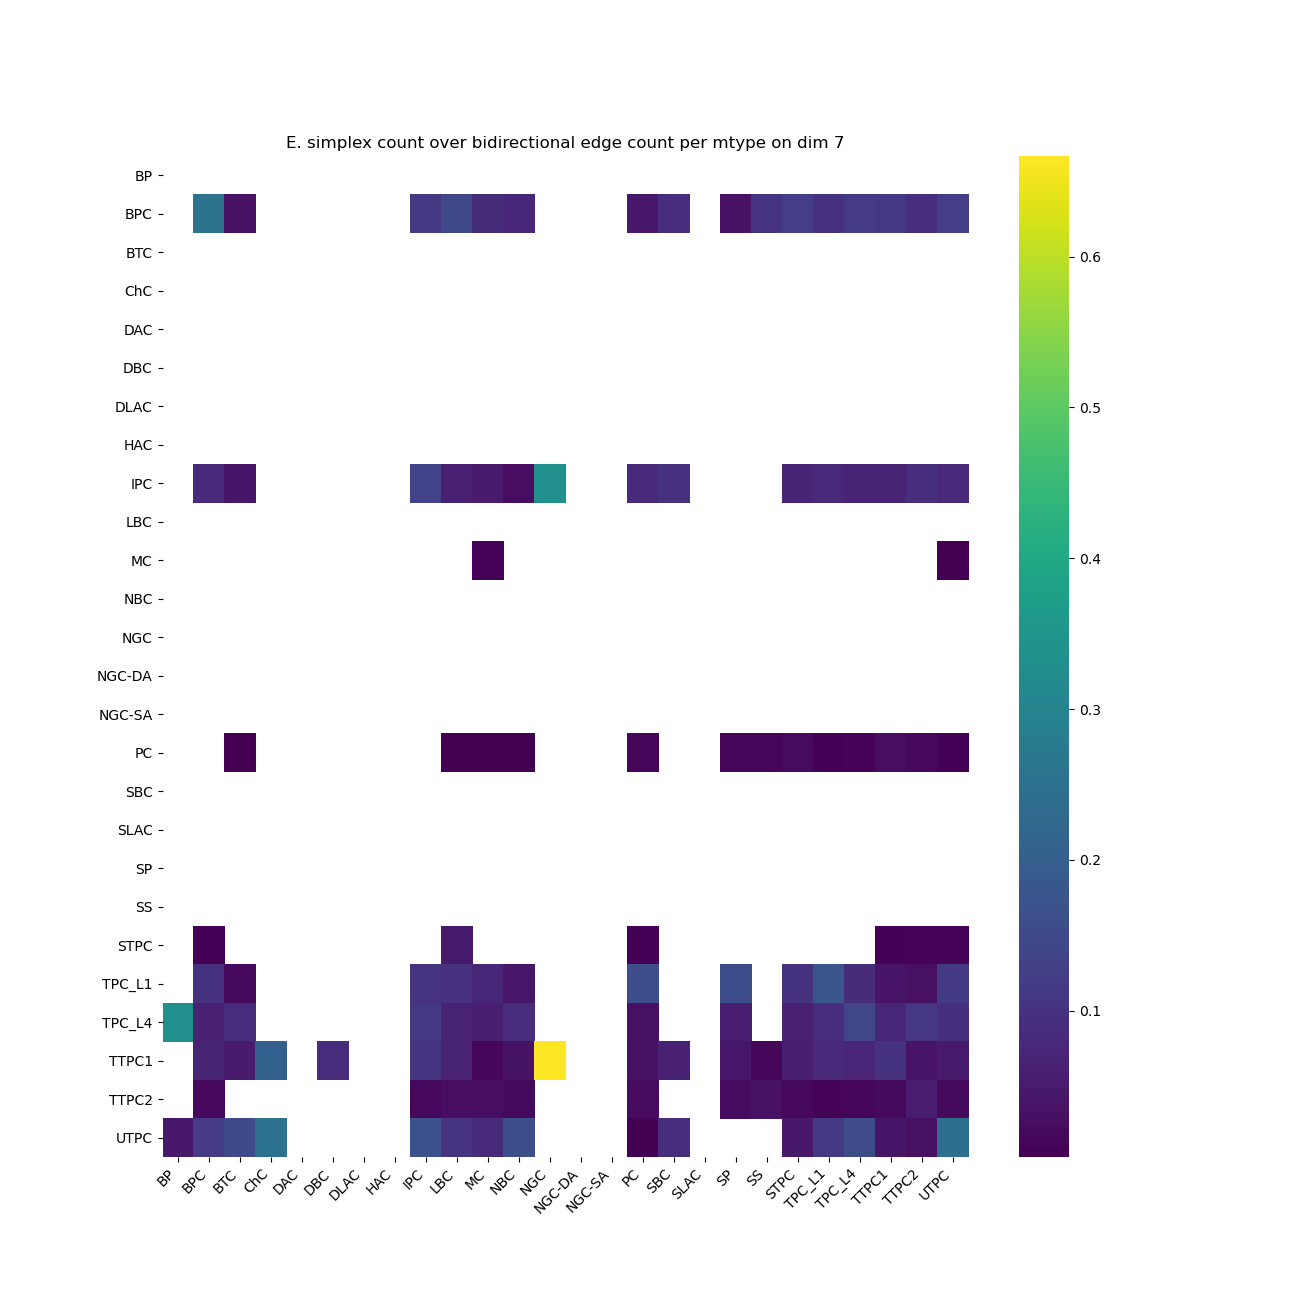 E. simplex count over bidirectional edge count per mtype on dim 7
BP
BPC
BTC
ChC
DAC
DBC
DLAC
HAC
IPC
LBC
MC
NBC
NGC
NGC-DA
NGC-SA
PC
SBC
SLAC
SP
SS
STPC
TPC_L1
TPC_L4
TTPC1
TTPC2
UTPC
BP BPC BTC ChC DAC DBC DLAC HAC IPC LBC MC NBC NGC NGC-DA NGC-SA PC SBC SLAC SP SS STPC TPC_L1 TPC_L4 TTPC1 TTPC2 UTPC
0.6
0.5
0.4
0.3
0.2
0.1